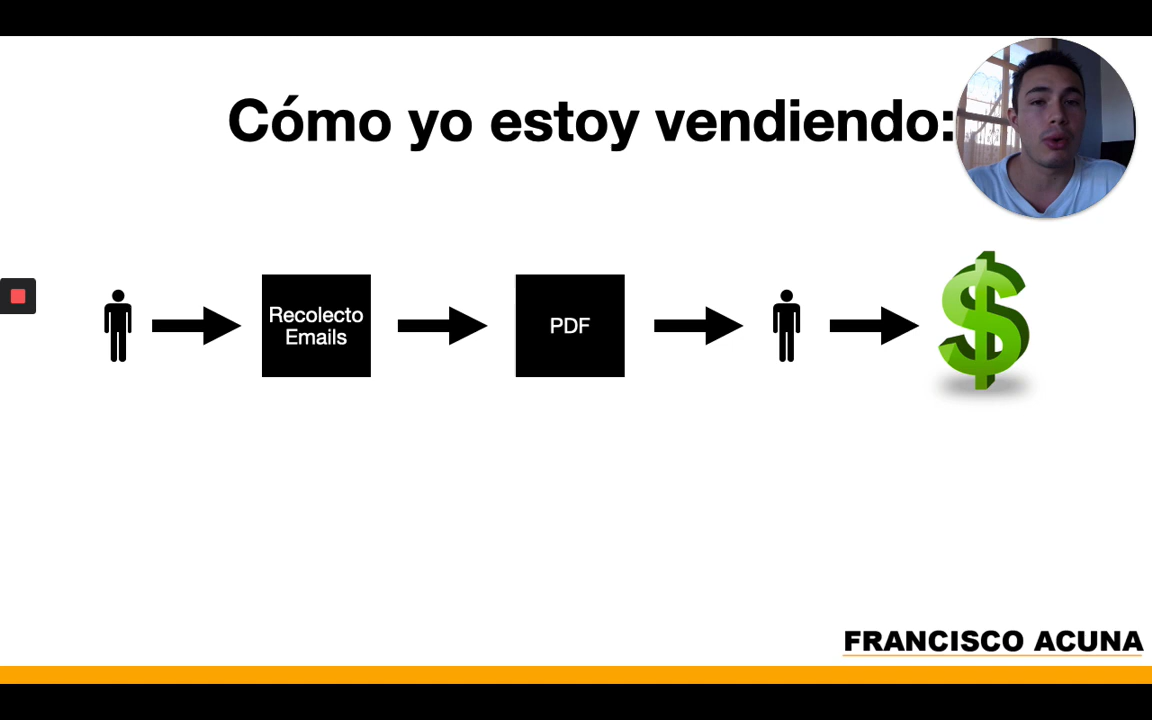 Cómo yo estoy vendiendo:
Recolecto
Emails
PDF
FRANCISCO ACUNA